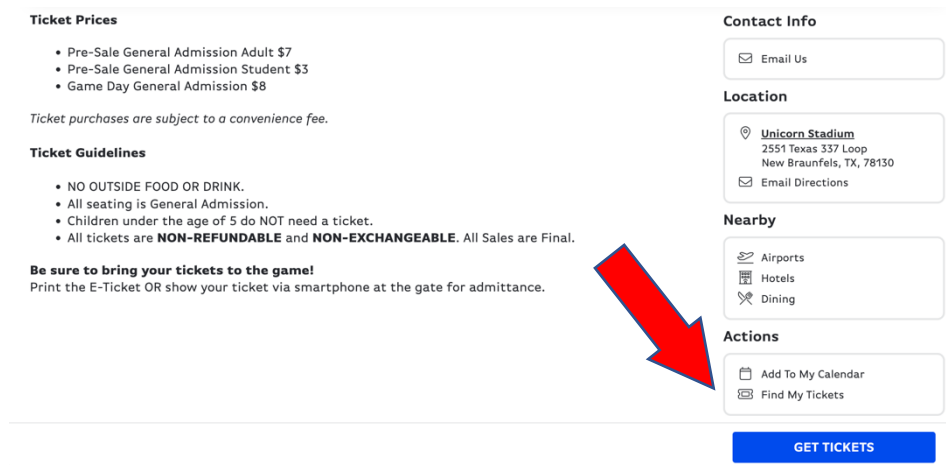 Ticket Prices
• Pre-Sale General Admission Adult $7
• Pre-Sale General Admission Student $3
• Game Day General Admission $8
Ticket purchases are subject to a convenience fee.
Ticket Guidelines
• NO OUTSIDE FOOD OR DRINK.
• All seating is General Admission.
• Children under the age of 5 do NOT need a ticket.
• All tickets are NON-REFUNDABLE and NON-EXCHANGEABLE. All Sales are Final.
Be sure to bring your tickets to the game!
Print the E-Ticket OR show your ticket via smartphone at the gate for admittance.
Contact Info
Email Us
Location
Unicorn Stadium
2551 Texas 337 Loop
New Braunfels, TX, 78130
Email Directions
Nearby
Airports
Hotels
Dining
Actions
Add To My Calendar
Find My Tickets
GET TICKETS